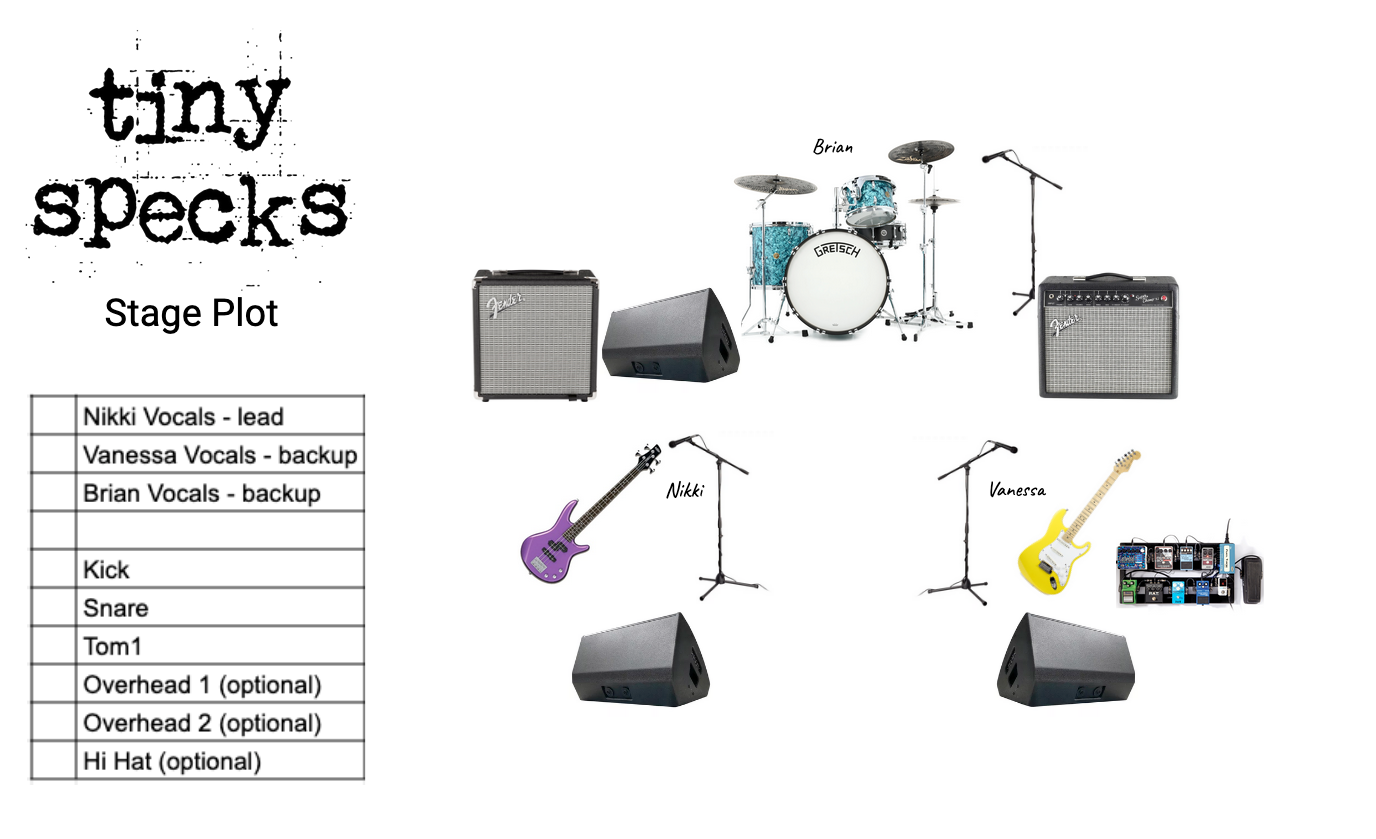 tiny
specks
Stage Plot
Nikki Vocals - lead
Vanessa Vocals - backup
Brian Vocals - backup
Kick
Snare
Tom1
Overhead 1 (optional)
Overhead 2 (optional)
Hi Hat (optional)
Brian
GRETSCH
Fender
Fender
Nikki
Vanessa